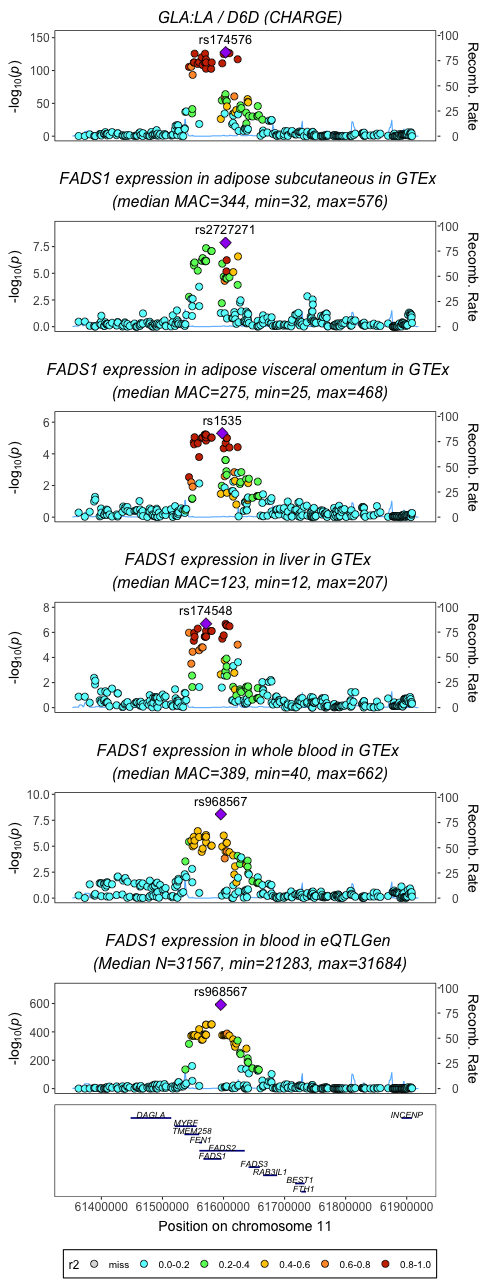 GLA:LA / D6D (CHARGE)
rs174576
-log10(p)
150
100
50
0
100
75
50
25
0
Recomb. Rate
FADS1 expression in adipose subcutaneous in GTEx
(median MAC=344, min=32, max=576)
rs2727271
-log10(p)
7.5
5.0
2.5
0.0
100
75
50
25
0
Recomb. Rate
FADS1 expression in adipose visceral omentum in GTEx
(median MAC=275, min=25, max=468)
rs1535
-log10(p)
6
4
2
0
100
75
50
25
0
Recomb. Rate
FADS1 expression in liver in GTEx
(median MAC=123, min=12, max=207)
rs174548
-log10(p)
8
6
4
2
0
100
75
50
25
0
Recomb. Rate
FADS1 expression in whole blood in GTEx
(median MAC=389, min=40, max=662)
rs968567
-log10(p)
10.0
7.5
5.0
2.5
0.0
100
75
50
25
0
Recomb. Rate
FADS1 expression in blood in eQTLGen
(Median N=31567, min=21283, max=31684)
rs968567
-log10(p)
600
400
200
0
100
75
50
25
0
Recomb. Rate
DAGLA
INCENP
MYRF
TMEM258
FEN1
FADS2
FADS1
FADS3
RAB3IL1
BEST1
FTH1
61400000 61500000 61600000 61700000 61800000 61900000
Position on chromosome 11
r2 miss 0.0-0.2 0.2-0.4 0.4-0.6 0.6-0.8 0.8-1.0